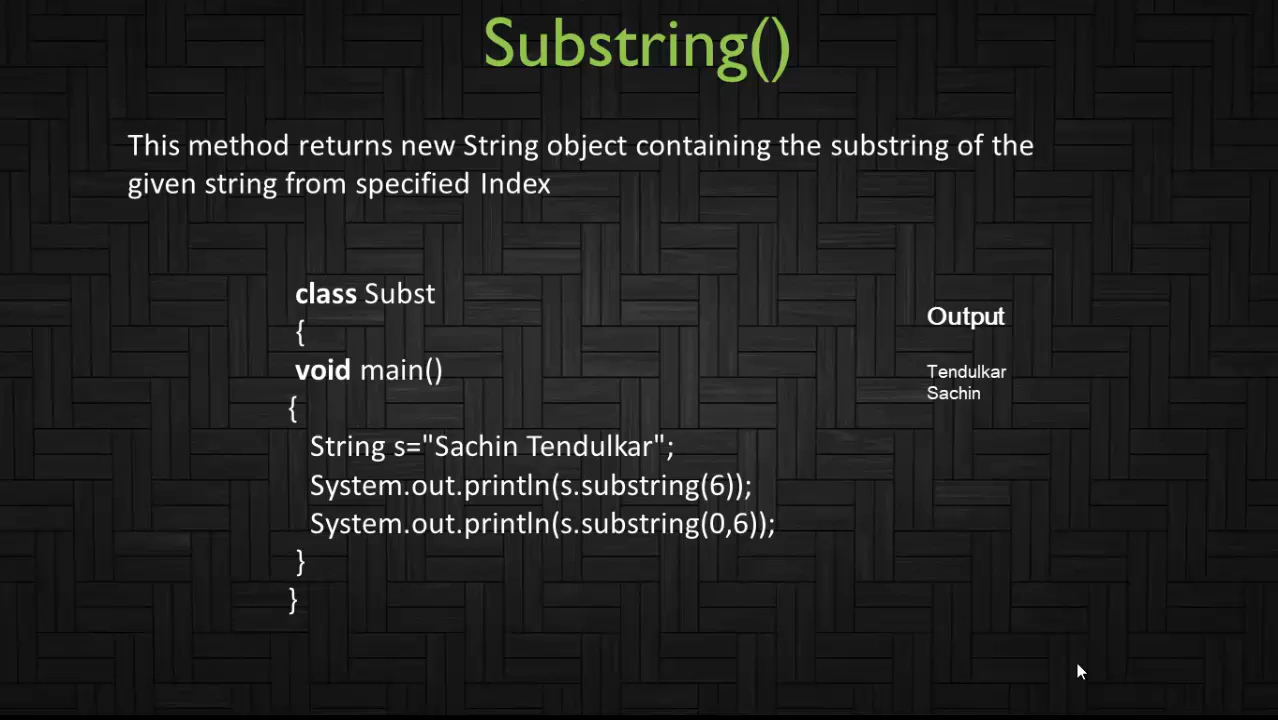 Substring()
This method returns new String object containing the substring of the
given string from specified Index
class Subst
{
void main()
{
String s="Sachin Tendulkar";
System.out.println(s.substring(6));
System.out.println(s.substring(0,6));
}
}
Output
Tendulkar
Sachin